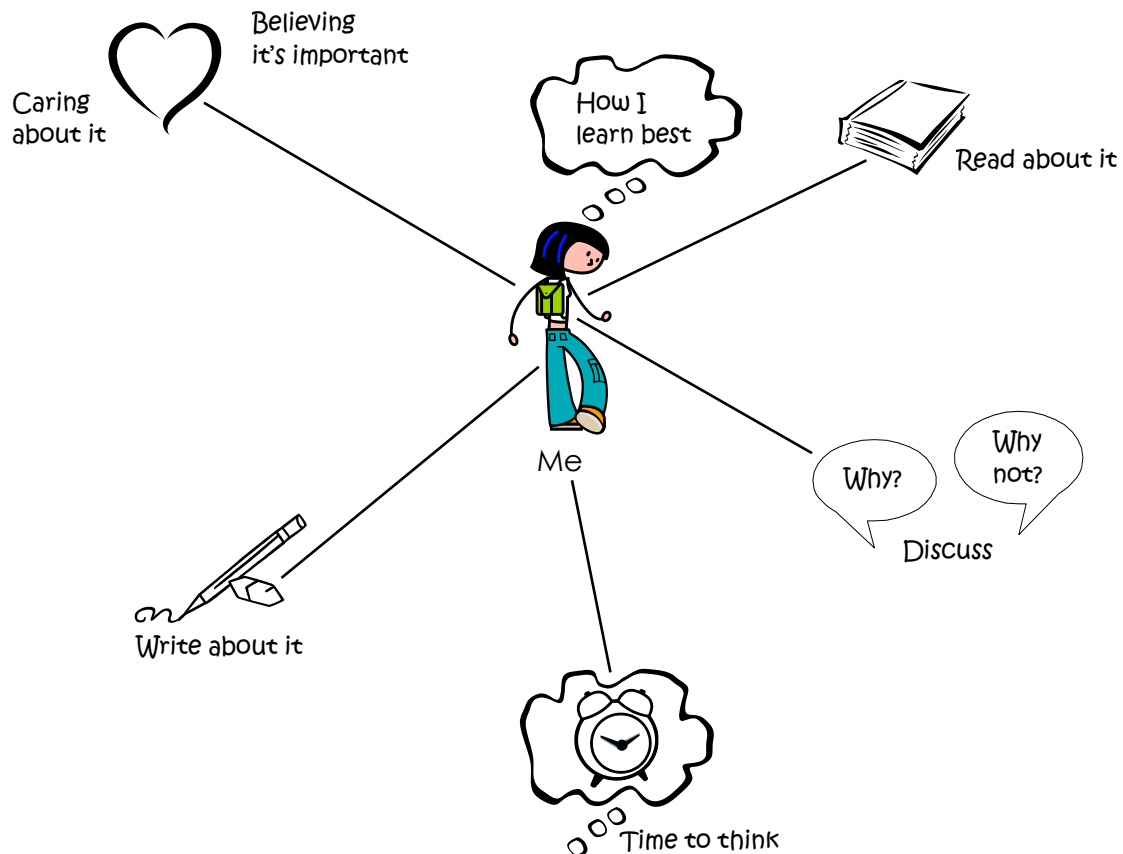 Believing
it's important
Caring
about it
How I
learn best
Read about it
Me
Why?
Why
not?
Discuss
Write about it
Time to think